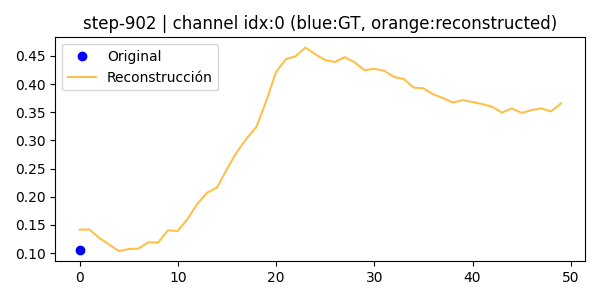 step-902 | channel idx:0 (blue:GT, orange:reconstructed)
Original
Reconstrucción
0.45
0.40
0.35
0.30
0.25
0.20
0.15
0.10
0 10 20 30 40 50